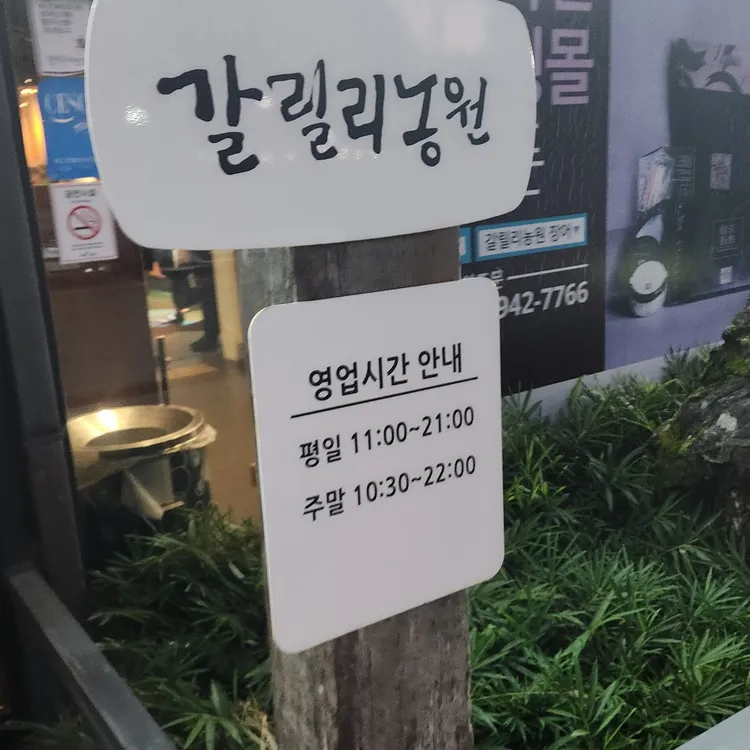 갈릴리농원
몰
갈릴리농원 장어
942-7766
영업시간 안내
평일 11:00~21:00
주말 10:30~22:00